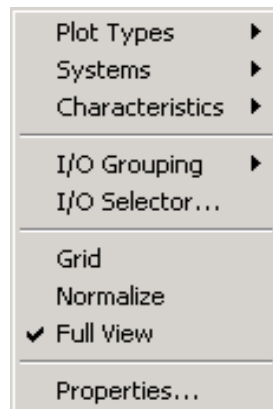 Plot Types
Systems
Characteristics
I/O Grouping
I/O Selector...
Grid
Normalize
Full View
Properties...